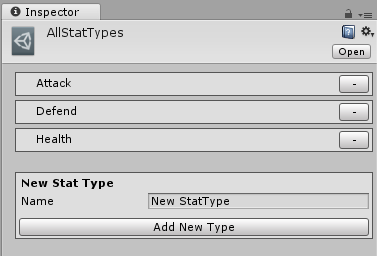 Inspector
AllStatTypes
Open
Attack -
Defend -
Health -
New Stat Type
Name New StatType
Add New Type